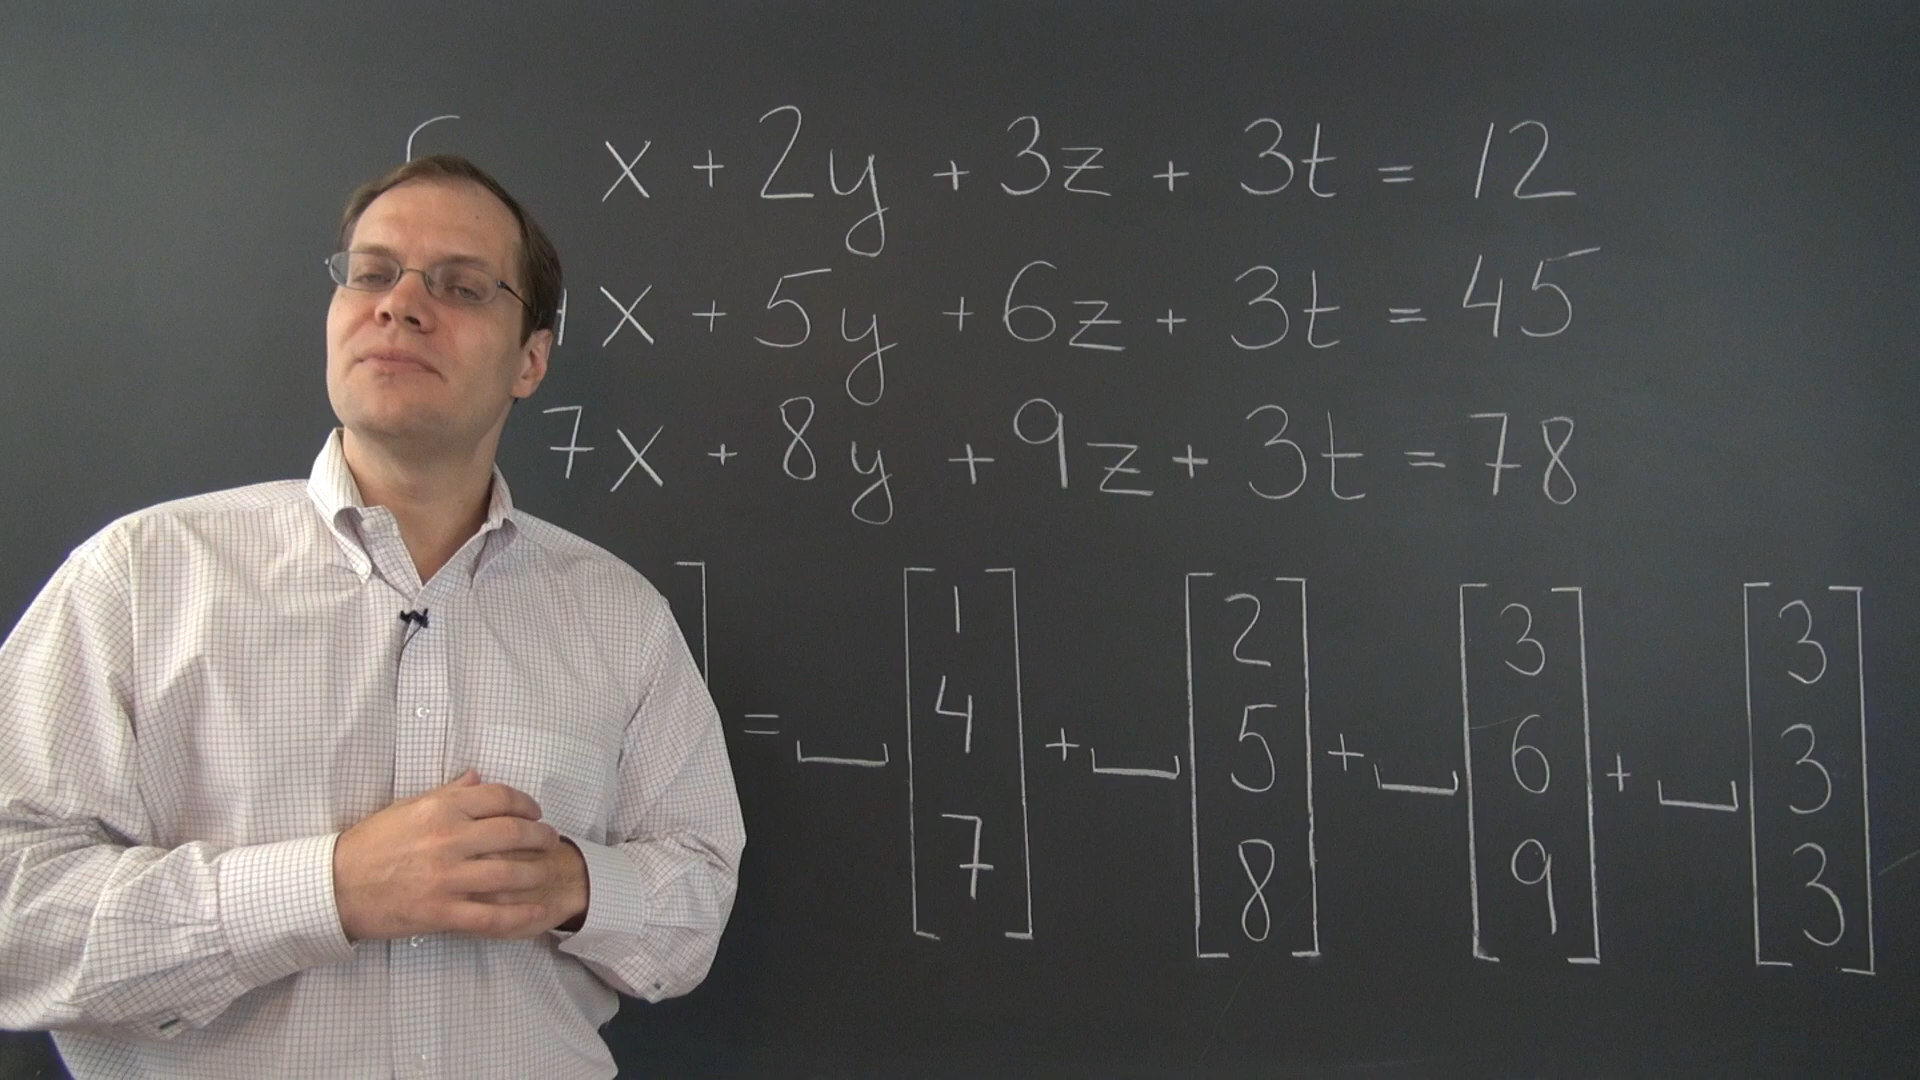 x + 2y + 3z + 3t = 12
x + 5y + 6z + 3t = 45
7x + 8y + 9z + 3t = 78
] = ⎵ [1 4 7] + ⎵ [2 5 8] + ⎵ [3 6 9] + ⎵ [3 3 3]